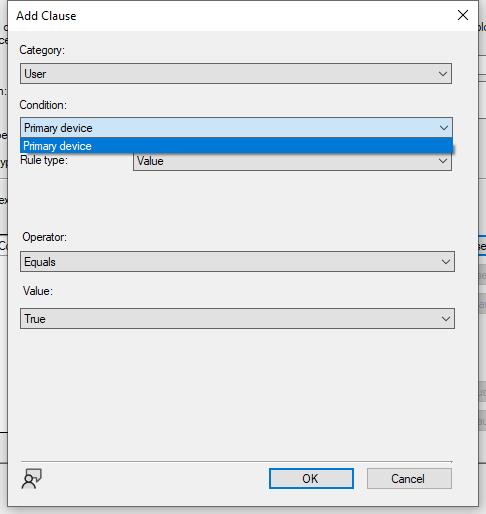 Add Clause
Category:
User
Condition:
Primary device
Primary device
Rule type:
Value
Operator:
Equals
Value:
True
OK
Cancel